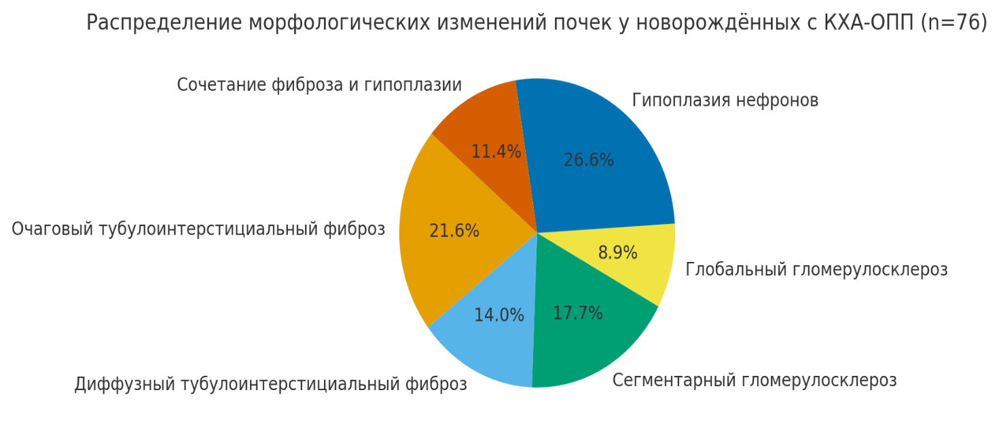 Распределение морфологических изменений почек у новорождённых с КХА-ОПП (n=76)
Сочетание фиброза и гипоплазии
Гипоплазия нефронов
11.4%
26.6%
Очаговый тубулоинтерстициальный фиброз
21.6%
8.9%
Глобальный гломерулосклероз
14.0%
17.7%
Диффузный тубулоинтерстициальный фиброз
Сегментарный гломерулосклероз